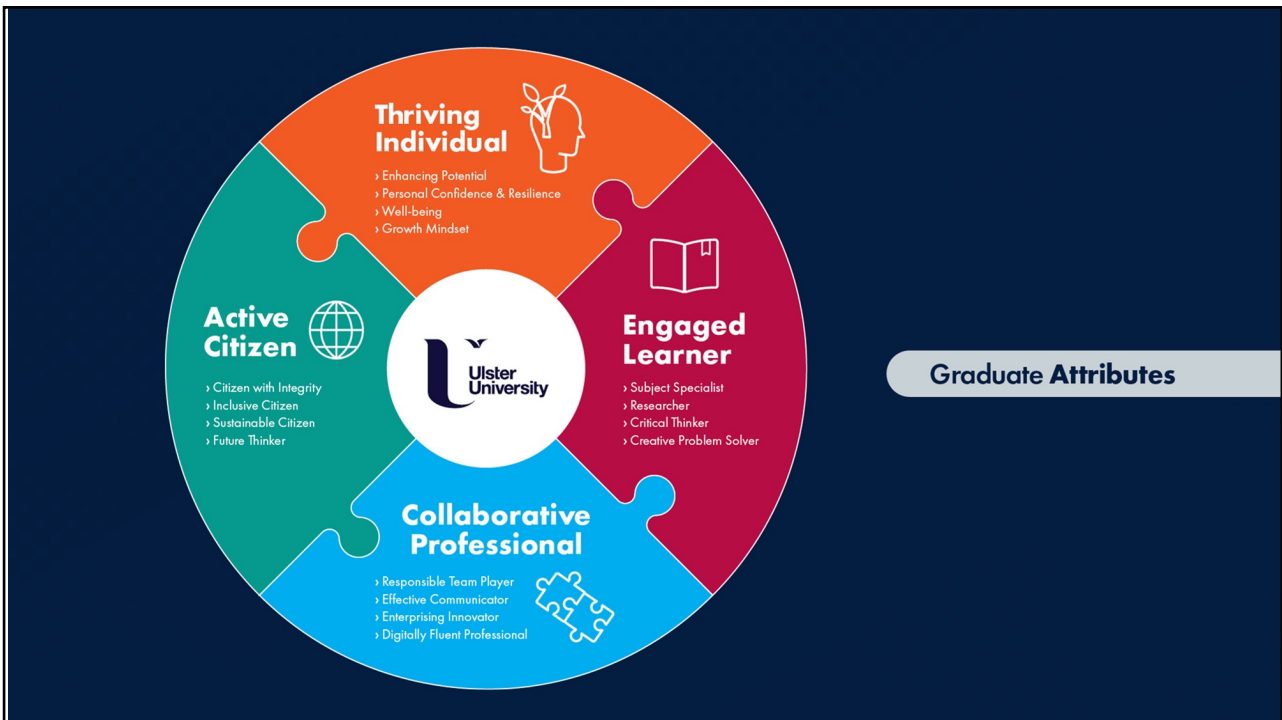 Thriving
Individual
› Enhancing Potential
› Personal Confidence & Resilience
› Well-being
› Growth Mindset
Active
Citizen
› Citizen with Integrity
› Inclusive Citizen
› Sustainable Citizen
› Future Thinker
Ulster
University
Engaged
Learner
› Subject Specialist
› Researcher
› Critical Thinker
› Creative Problem Solver
Collaborative
Professional
› Responsible Team Player
› Effective Communicator
› Enterprising Innovator
› Digitally Fluent Professional
Graduate Attributes